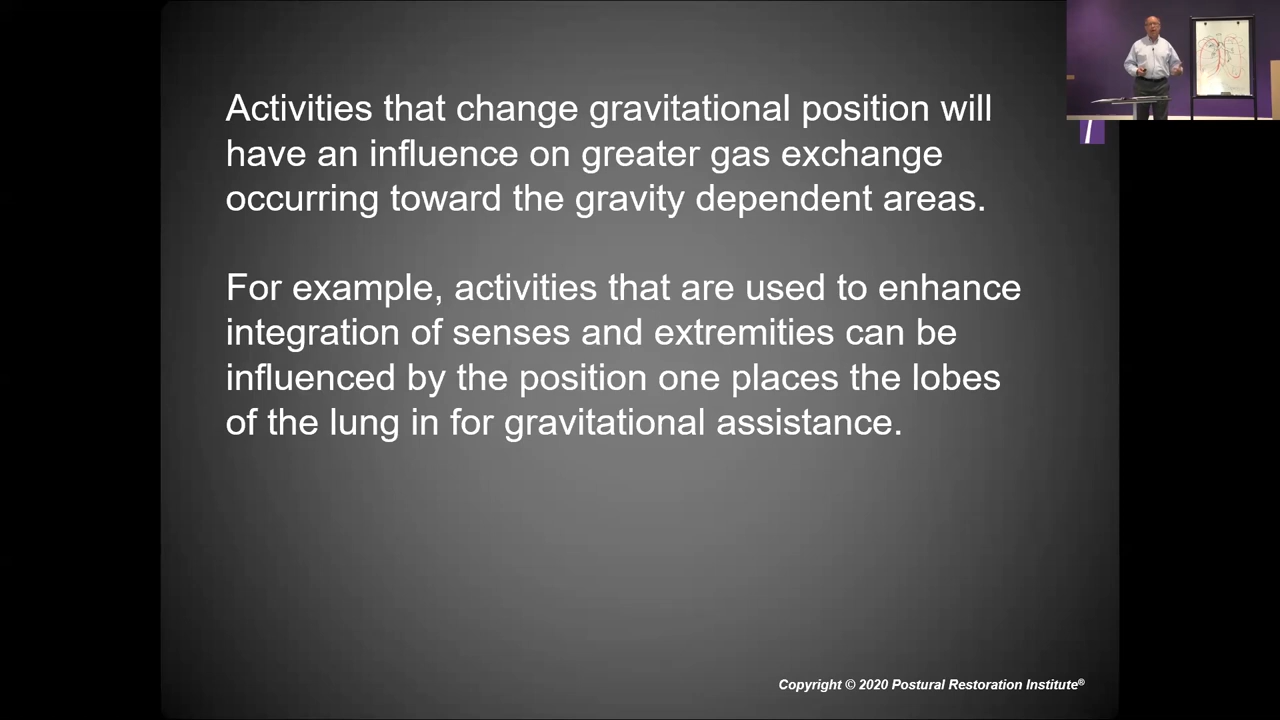 Activities that change gravitational position will
have an influence on greater gas exchange
occurring toward the gravity dependent areas.
For example, activities that are used to enhance
integration of senses and extremities can be
influenced by the position one places the lobes
of the lung in for gravitational assistance.
Copyright © 2020 Postural Restoration Institute®